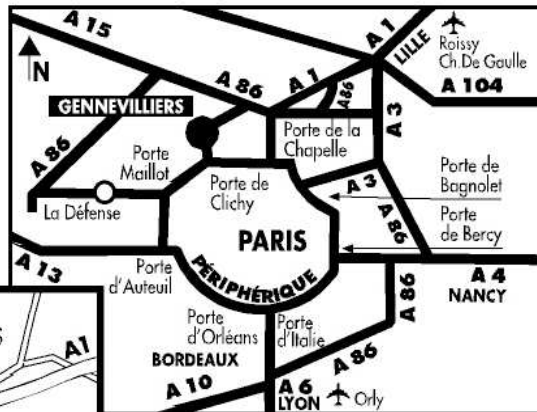 A 15
A 1
LILLE
Roissy
Ch.De Gaulle
A 104
N
A 86
A 1
A86
A 3
GENNEVILLIERS
Porte de la
Chapelle
A 86
Porte
Maillot
Porte de
Clichy
A 3
Porte de
Bagnolet
La Défense
PARIS
A 86
Porte
de Bercy
A 13
Porte
d'Auteuil
PÉRIPHÉRIQUE
A 4
NANCY
S
A1
Porte
d'Orléans
Porte
d'Italie
A 86
BORDEAUX
A 86
A 10
A 6
LYON
Orly